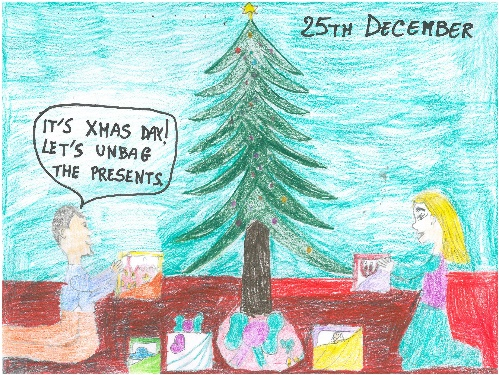 25TH DECEMBER
IT'S XMAS DAY!
LET'S UNBAG
THE PRESENTS.